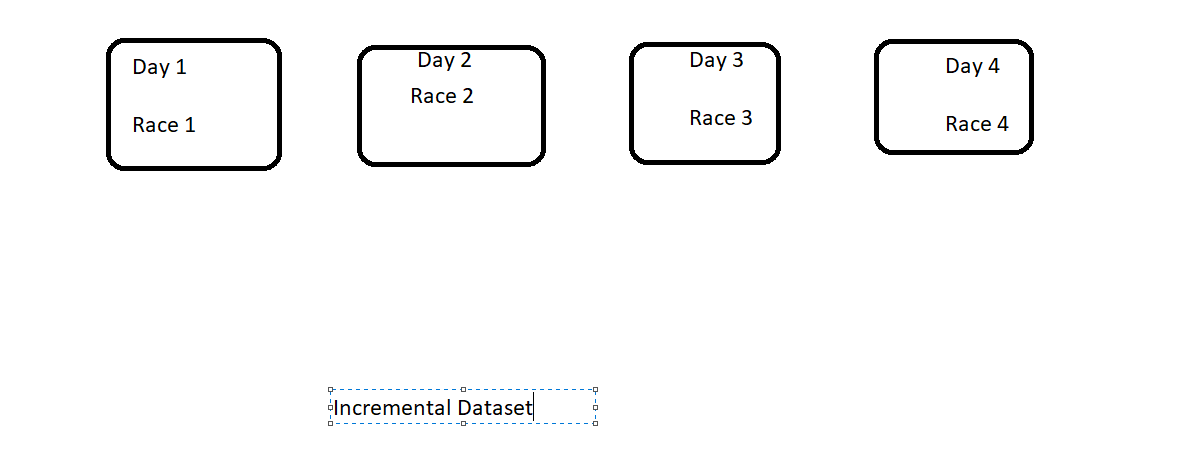 Day 1
Race 1
Day 2
Race 2
Day 3
Race 3
Day 4
Race 4
Incremental Dataset